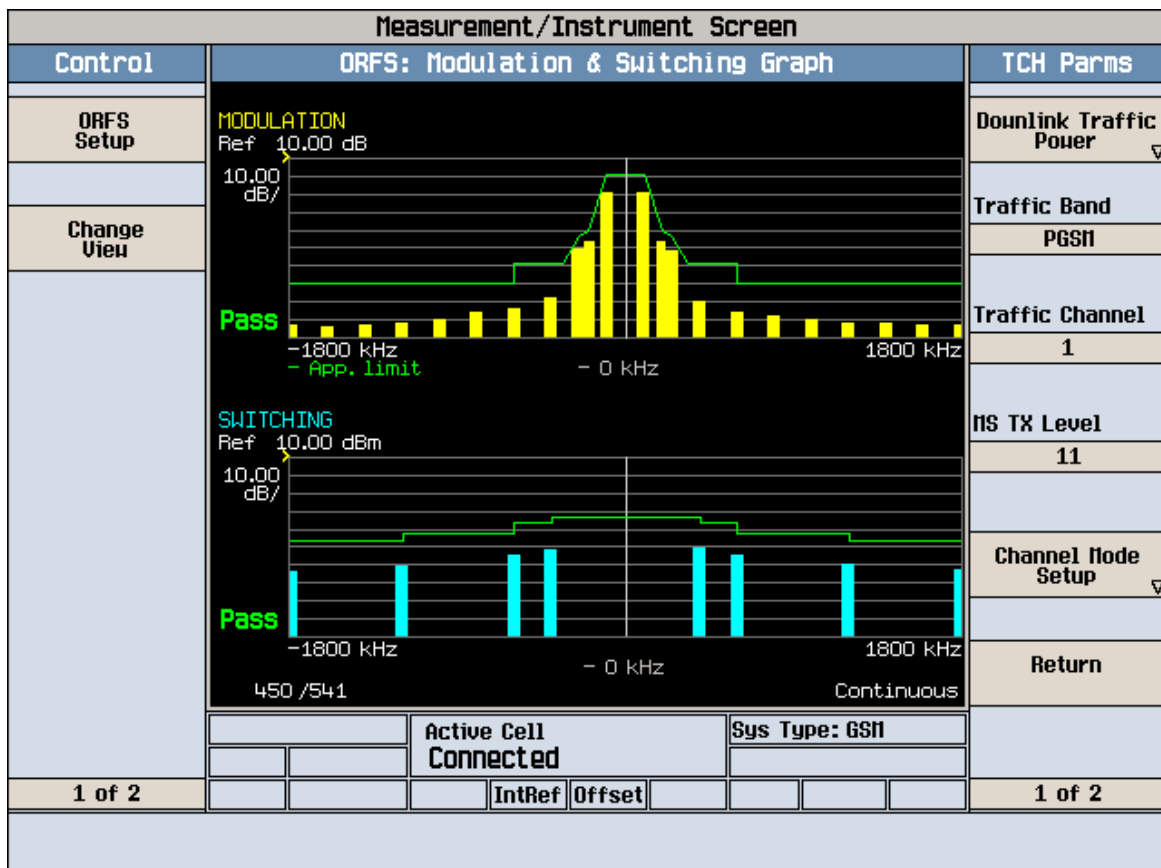 Measurement/Instrument Screen
Control
ORFS: Modulation & Switching Graph
TCH Parms
ORFS
Setup
Change
View
1 of 2
MODULATION
Ref 10.00 dB
10.00
dB/
Pass
-1800 kHz
1800 kHz
- App. limit
- 0 kHz
SWITCHING
Ref 10.00 dBm
10.00
dB/
Pass
-1800 kHz
1800 kHz
- 0 kHz
450 /541
Continuous
Active Cell
Connected
Sys Type: GSM
IntRef
Offset
Downlink Traffic
Power
Traffic Band
PGSM
Traffic Channel
1
MS TX Level
11
Channel Mode
Setup
Return
1 of 2